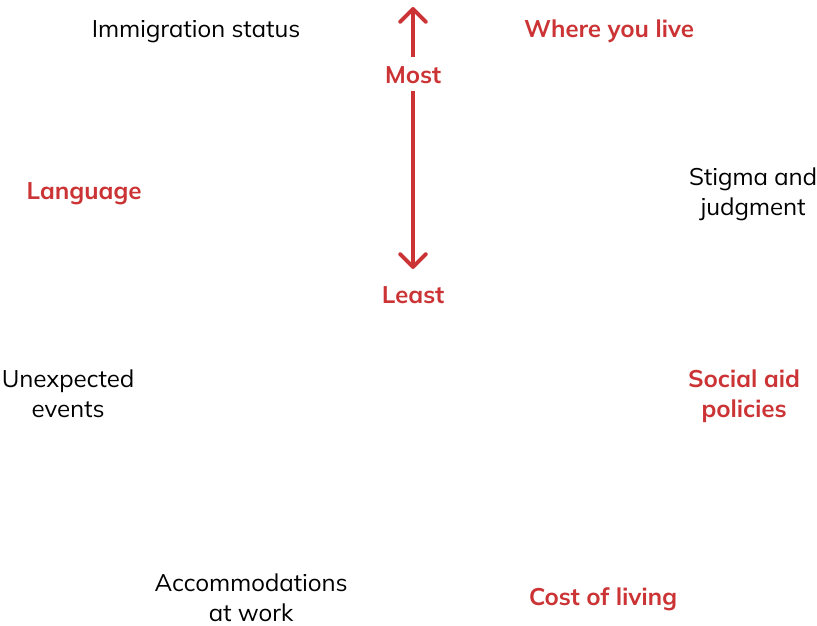 Immigration status
Where you live
Most
Language
Stigma and
judgment
Least
Unexpected
events
Social aid
policies
Accommodations
at work
Cost of living